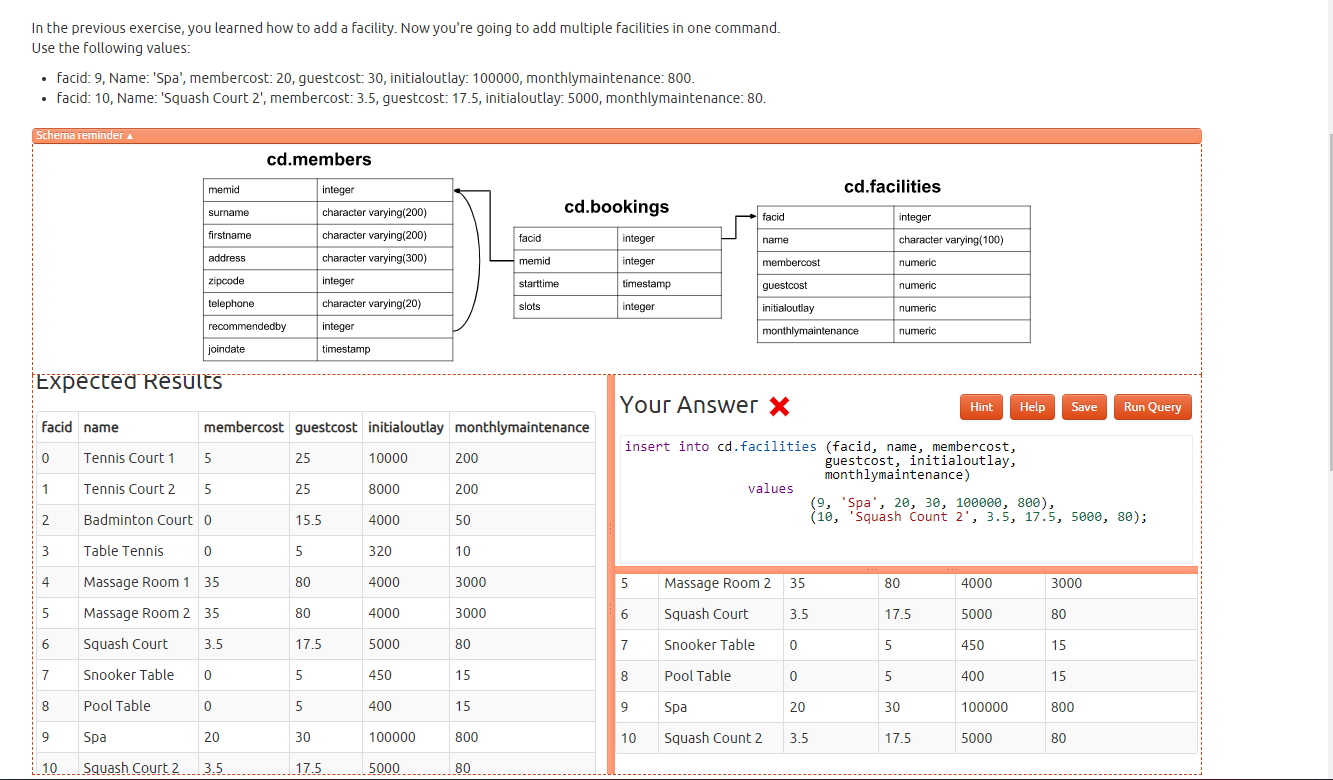 In the previous exercise, you learned how to add a facility. Now you're going to add multiple facilities in one command.
Use the following values:
• facid: 9, Name: 'Spa', membercost: 20, guestcost: 30, initialoutlay: 100000, monthlymaintenance: 800.
• facid: 10, Name: 'Squash Court 2', membercost: 3.5, guestcost: 17.5, initialoutlay: 5000, monthlymaintenance: 80.
Schema reminder ▴
cd.members
memid integer
surname character varying(200)
firstname character varying(200)
address character varying(300)
zipcode integer
telephone character varying(20)
recommendedby integer
joindate timestamp
cd.bookings
facid integer
memid integer
starttime timestamp
slots integer
cd.facilities
facid integer
name character varying(100)
membercost numeric
guestcost numeric
initialoutlay numeric
monthlymaintenance numeric
Expected Results
facid name membercost guestcost initialoutlay monthlymaintenance
0 Tennis Court 1 5 25 10000 200
1 Tennis Court 2 5 25 8000 200
2 Badminton Court 0 15.5 4000 50
3 Table Tennis 0 5 320 10
4 Massage Room 1 35 80 4000 3000
5 Massage Room 2 35 80 4000 3000
6 Squash Court 3.5 17.5 5000 80
7 Snooker Table 0 5 450 15
8 Pool Table 0 5 400 15
9 Spa 20 30 100000 800
10 Squash Court 2 3.5 17.5 5000 80
Your Answer
Hint Help Save Run Query
insert into cd.facilities (facid, name, membercost,
guestcost, initialoutlay,
monthlymaintenance)
values
(9, 'Spa', 20, 30, 100000, 800),
(10, 'Squash Count 2', 3.5, 17.5, 5000, 80);
5 Massage Room 2 35 80 4000 3000
6 Squash Court 3.5 17.5 5000 80
7 Snooker Table 0 5 450 15
8 Pool Table 0 5 400 15
9 Spa 20 30 100000 800
10 Squash Count 2 3.5 17.5 5000 80